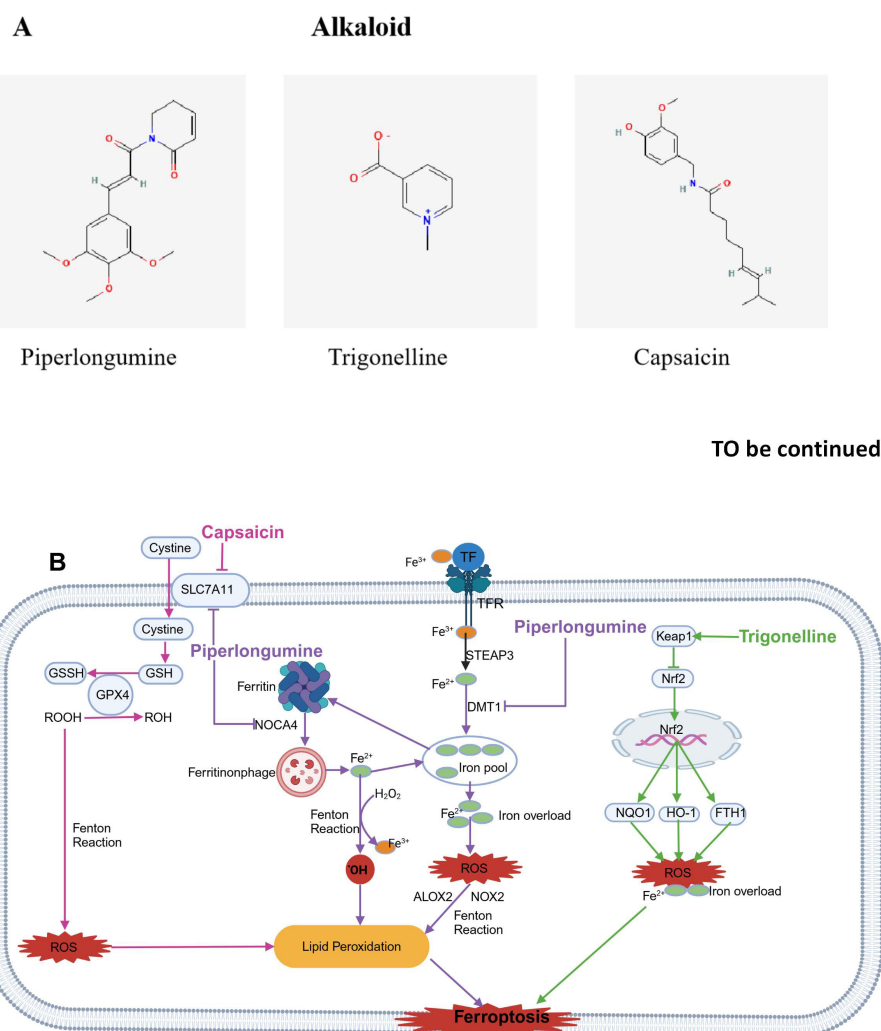 A
Alkaloid
O
N
O
H
H
O
O
O
O
O-
N+
H
O
O
N
H
O
H
H
Piperlongumine
Trigonelline
Capsaicin
TO be continued
B
Capsaicin
Cystine
SLC7A11
Fe3+
TF
TFR
Cystine
Fe3+
Piperlongumine
Keap1
Trigonelline
Piperlongumine
STEAP3
GSSH
GSH
Ferritin
Fe2+
Nrf2
GPX4
DMT1
ROOH
ROH
NOCA4
Nrf2
Ferritinonphage
Fe2+
Iron pool
H2O2
Fenton
Reaction
Fe2+
Iron overload
NQO1
HO-1
FTH1
Fenton
Reaction
Fe3+
•OH
ROS
ROS
ALOX2
NOX2
Fe2+
Iron overload
Fenton
Reaction
ROS
Lipid Peroxidation
Ferroptosis